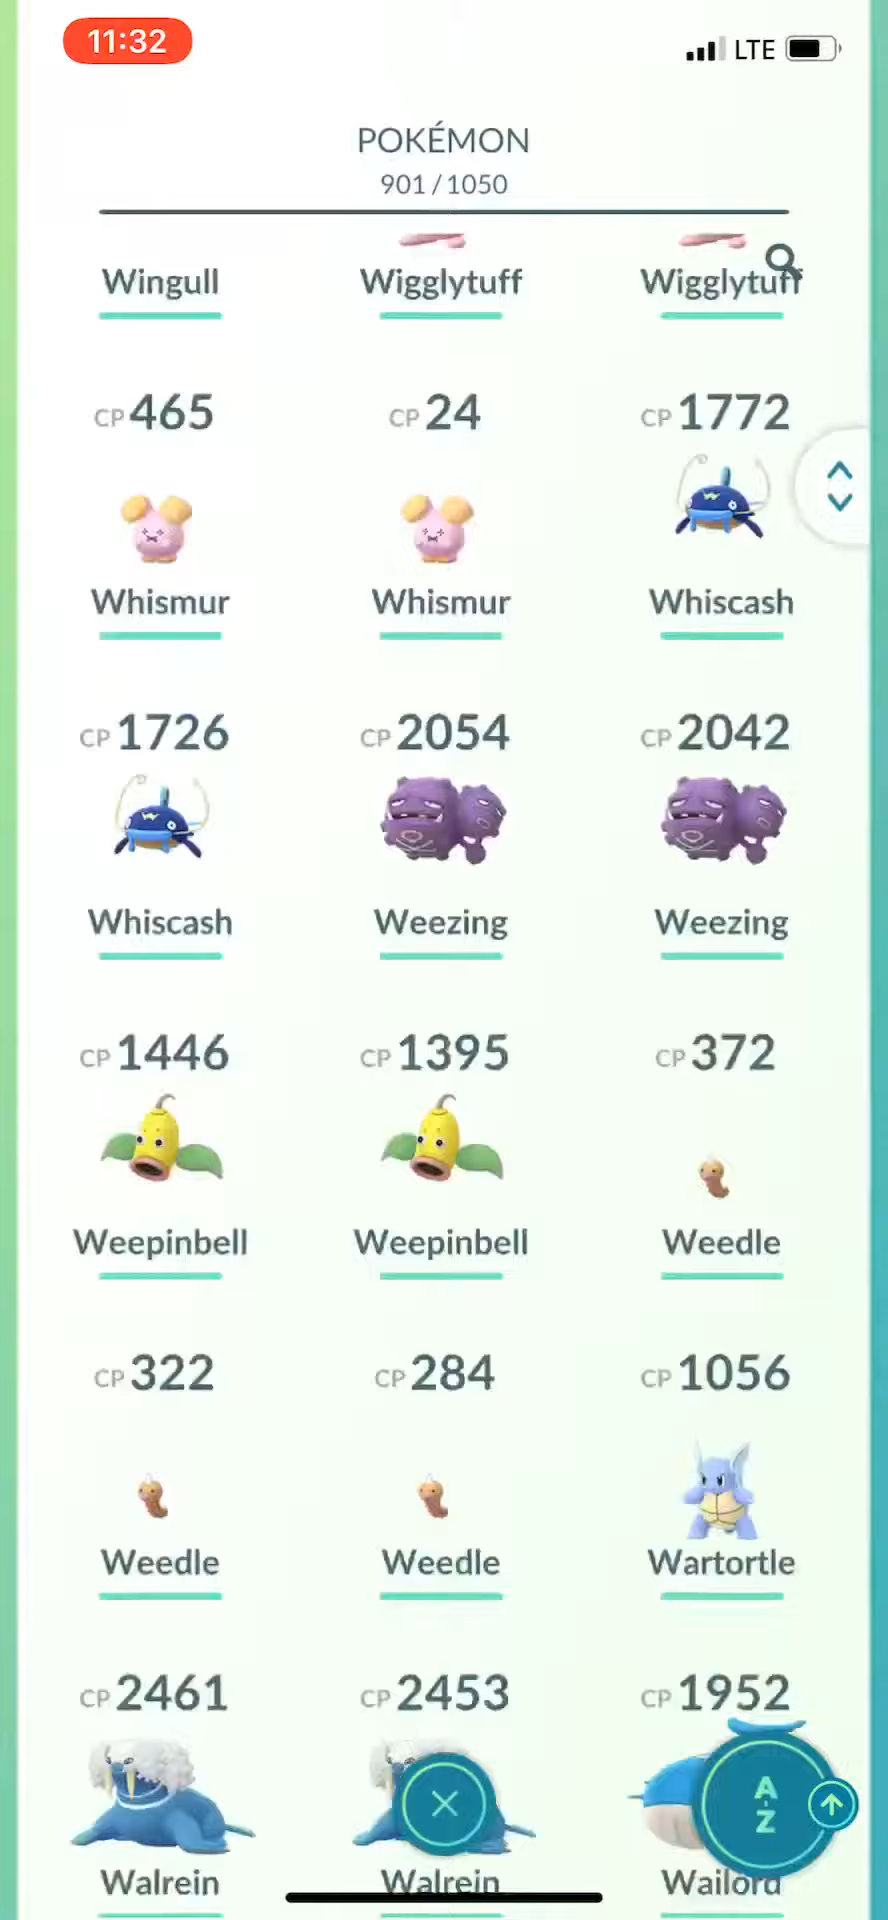 11:32 LTE
POKÉMON
901 / 1050
Wingull Wigglytuff Wigglytuff
CP 465 CP 24 CP 1772
Whismur Whismur Whiscash
CP 1726 CP 2054 CP 2042
Whiscash Weezing Weezing
CP 1446 CP 1395 CP 372
Weepinbell Weepinbell Weedle
CP 322 CP 284 CP 1056
Weedle Weedle Wartortle
CP 2461 CP 2453 CP 1952
A-Z
Walrein Walrein Wailord